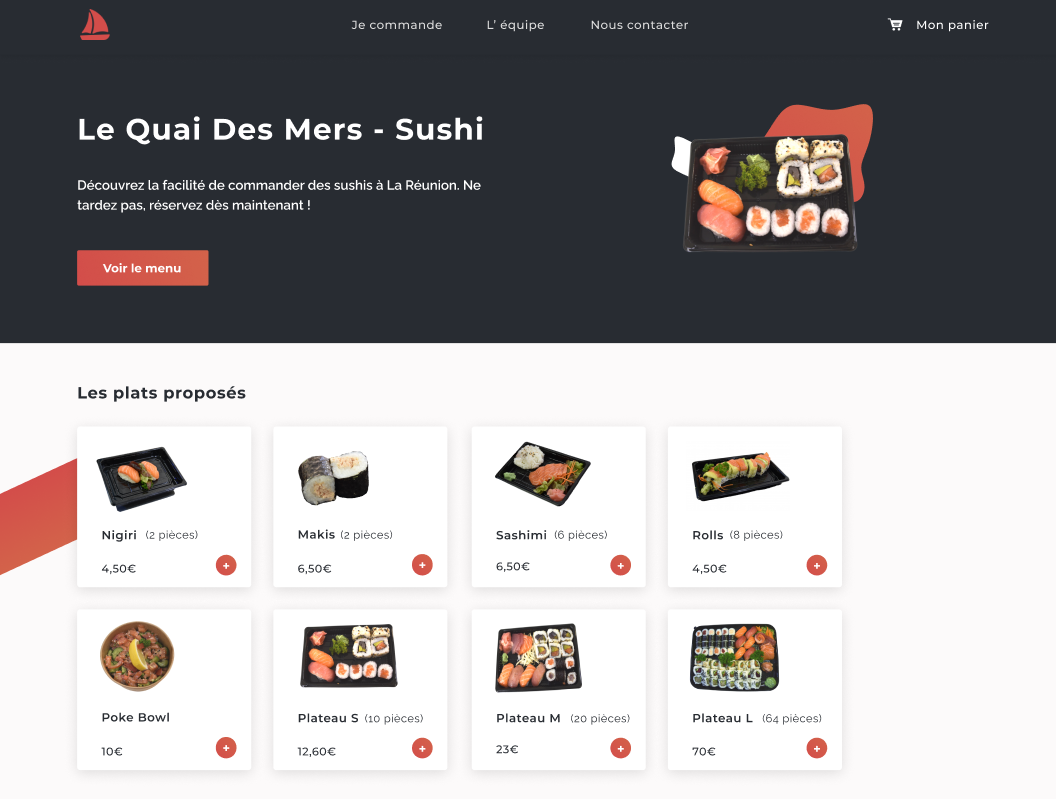 Je commande
L' équipe
Nous contacter
Mon panier
Le Quai Des Mers - Sushi
Découvrez la facilité de commander des sushis à La Réunion. Ne
tardez pas, réservez dès maintenant !
Voir le menu
Les plats proposés
Nigiri (2 pièces)
4,50€
+
Makis (2 pièces)
6,50€
+
Sashimi (6 pièces)
6,50€
+
Rolls (8 pièces)
4,50€
+
Poke Bowl
10€
+
Plateau S (10 pièces)
12,60€
+
Plateau M (20 pièces)
23€
+
Plateau L (64 pièces)
70€
+